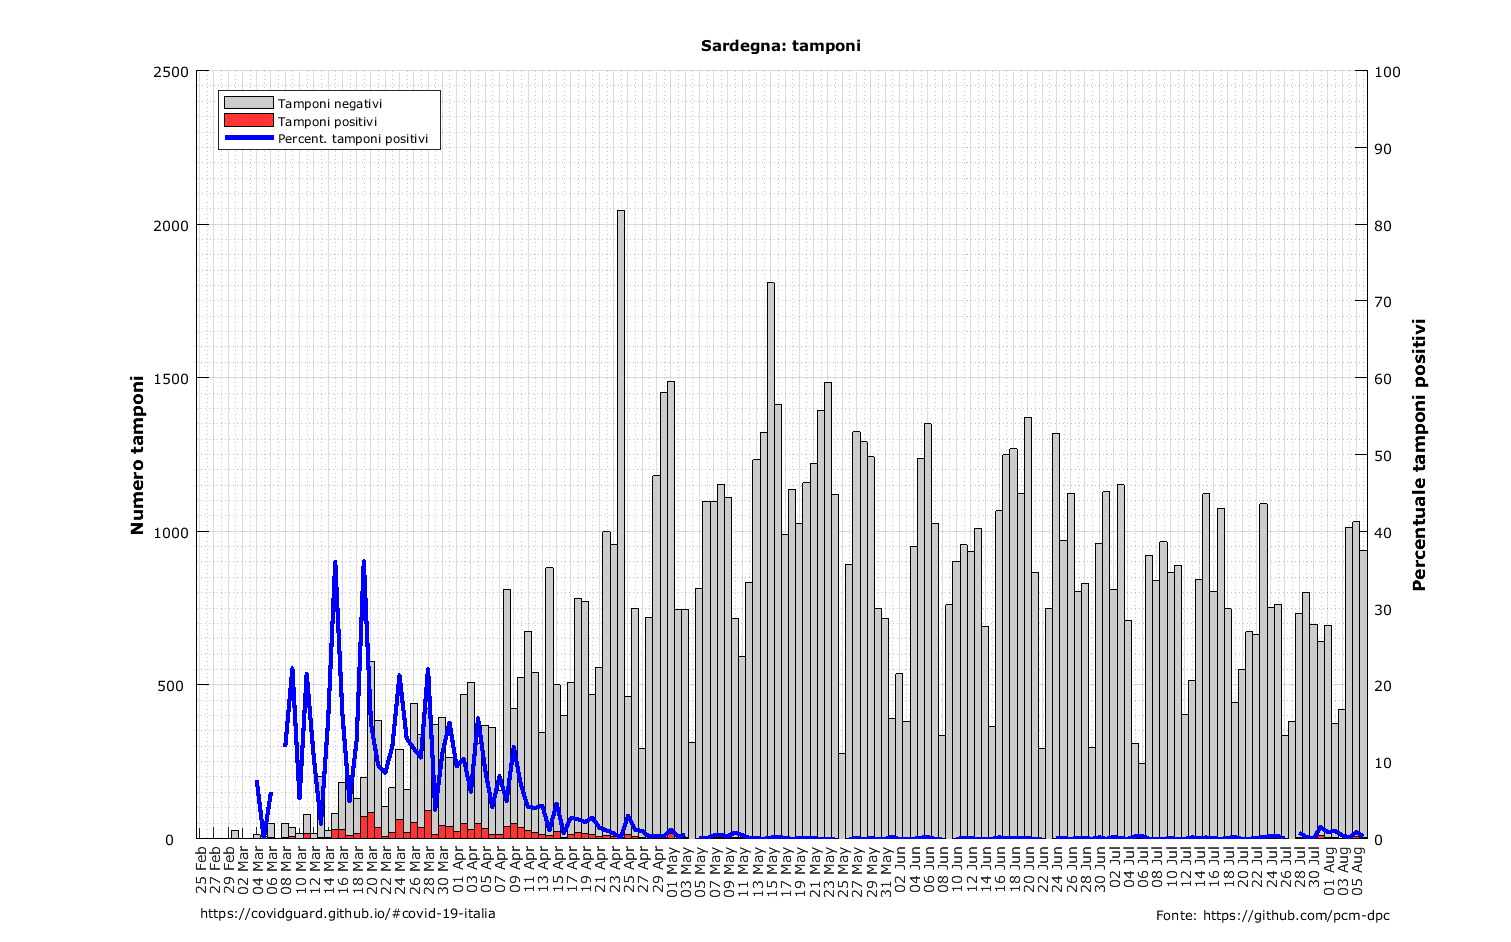 Sardegna: tamponi
2500
2000
1500
1000
500
0
100
90
80
70
60
50
40
30
20
10
0
Tamponi negativi
Tamponi positivi
Percent. tamponi positivi
Numero tamponi
Percentuale tamponi positivi
25 Feb
27 Feb
29 Feb
02 Mar
04 Mar
06 Mar
08 Mar
10 Mar
12 Mar
14 Mar
16 Mar
18 Mar
20 Mar
22 Mar
24 Mar
26 Mar
28 Mar
30 Mar
01 Apr
03 Apr
05 Apr
07 Apr
09 Apr
11 Apr
13 Apr
15 Apr
17 Apr
19 Apr
21 Apr
23 Apr
25 Apr
27 Apr
29 Apr
01 May
03 May
05 May
07 May
09 May
11 May
13 May
15 May
17 May
19 May
21 May
23 May
25 May
27 May
29 May
31 May
02 Jun
04 Jun
06 Jun
08 Jun
10 Jun
12 Jun
14 Jun
16 Jun
18 Jun
20 Jun
22 Jun
24 Jun
26 Jun
28 Jun
30 Jun
02 Jul
04 Jul
06 Jul
08 Jul
10 Jul
12 Jul
14 Jul
16 Jul
18 Jul
20 Jul
22 Jul
24 Jul
26 Jul
28 Jul
30 Jul
01 Aug
03 Aug
05 Aug
https://covidguard.github.io/#covid-19-italia
Fonte: https://github.com/pcm-dpc